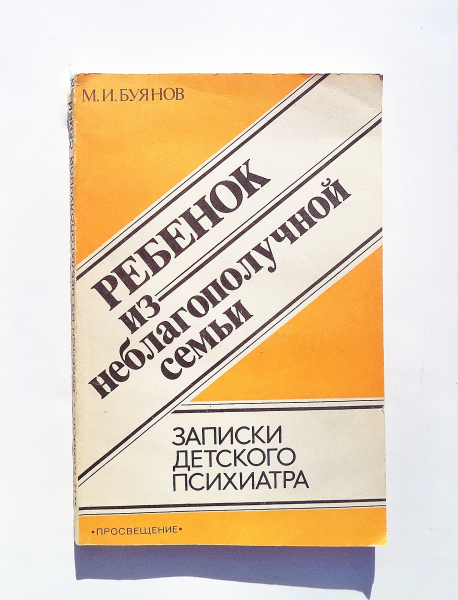 М.И.БУЯНОВ
РЕБЕНОК
из
неблагополучной
семьи
ЗАПИСКИ
ДЕТСКОГО
ПСИХИАТРА
•ПРОСВЕЩЕНИЕ•